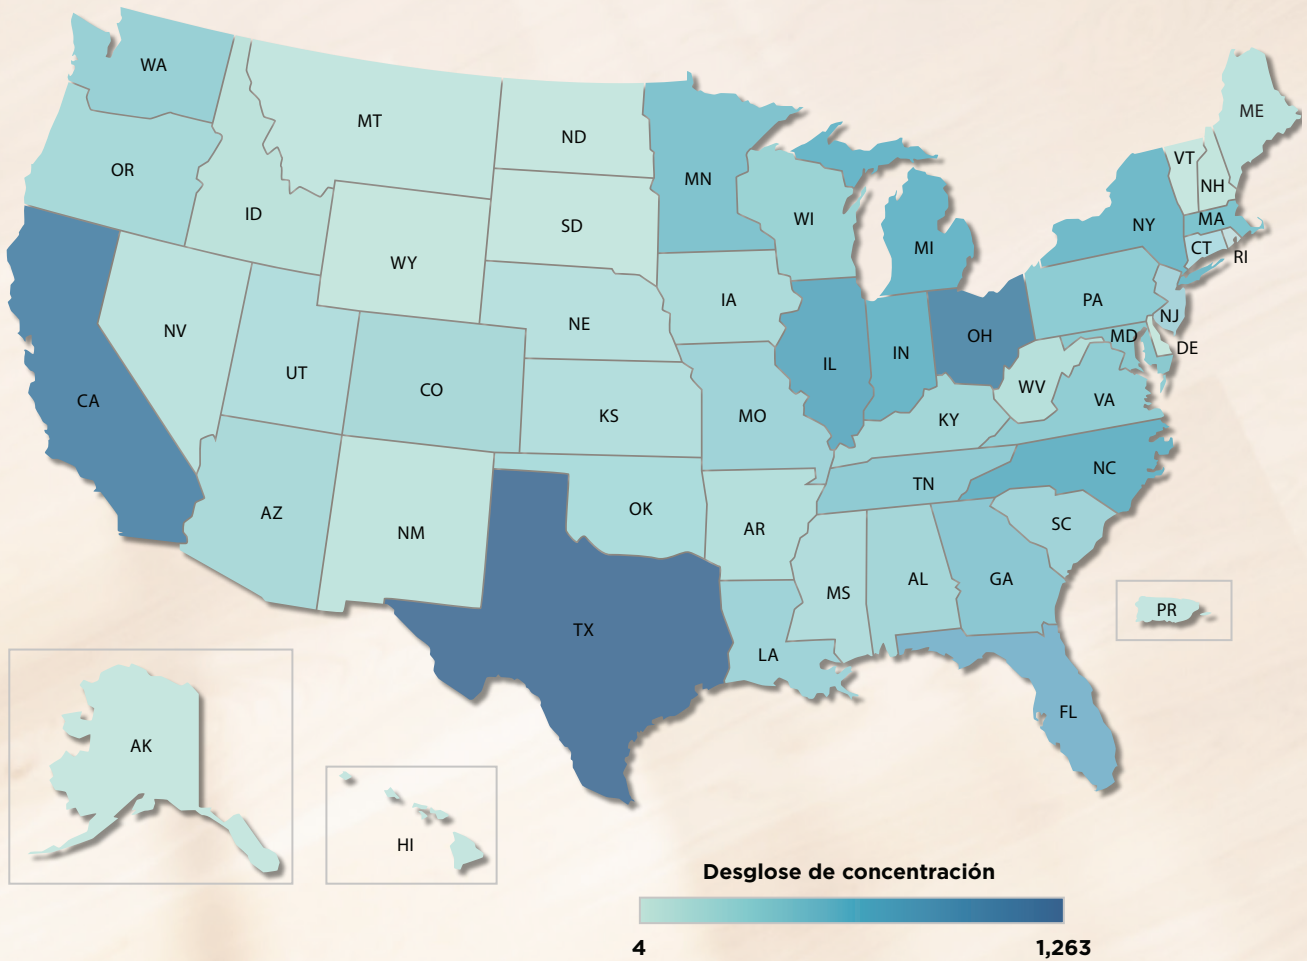 WA
MT
ND
OR
ID
SD
WY
MN
WI
MI
ME
VT
NH
NY
MA
CT
RI
NV
UT
CO
NE
IA
IL
IN
OH
PA
NJ
MD
DE
WV
VA
CA
KS
MO
KY
AZ
NM
OK
AR
TN
NC
SC
TX
LA
MS
AL
GA
FL
PR
AK
HI
Desglose de concentración
4
1,263